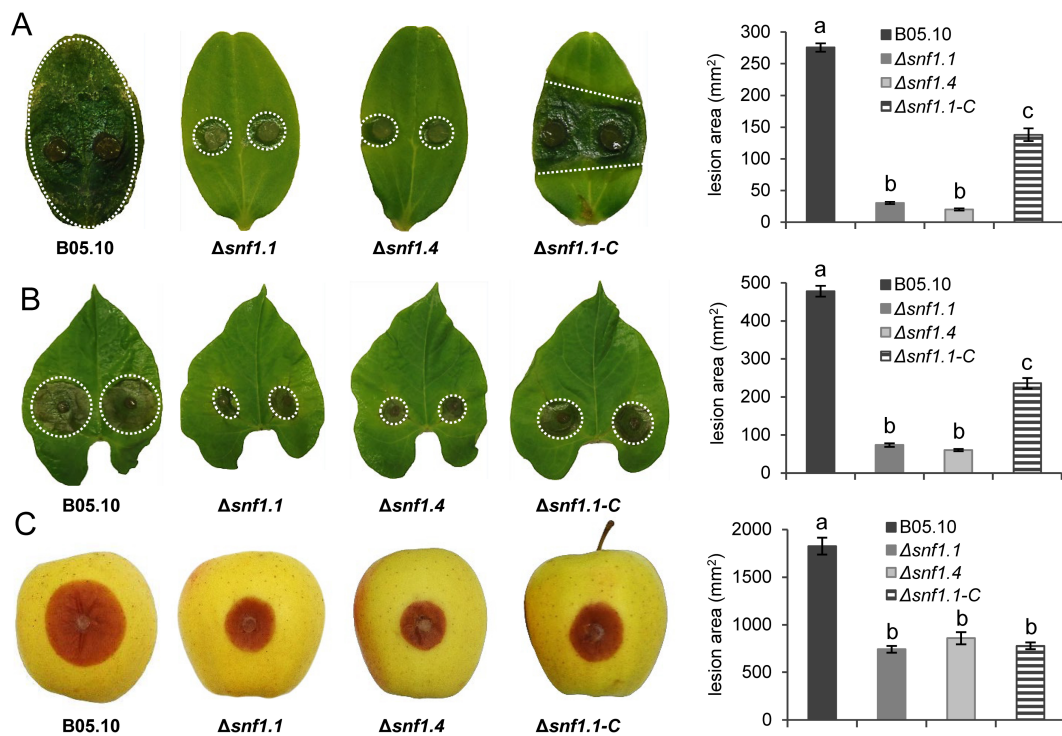 A
B05.10
Δsnf1.1
Δsnf1.4
Δsnf1.1-C
lesion area (mm²)
300
250
200
150
100
50
0
B05.10
Δsnf1.1
Δsnf1.4
Δsnf1.1-C
a
b
b
c
B
B05.10
Δsnf1.1
Δsnf1.4
Δsnf1.1-C
lesion area (mm²)
500
400
300
200
100
0
B05.10
Δsnf1.1
Δsnf1.4
Δsnf1.1-C
a
b
b
c
C
B05.10
Δsnf1.1
Δsnf1.4
Δsnf1.1-C
lesion area (mm²)
2000
1500
1000
500
0
B05.10
Δsnf1.1
Δsnf1.4
Δsnf1.1-C
a
b
b
b